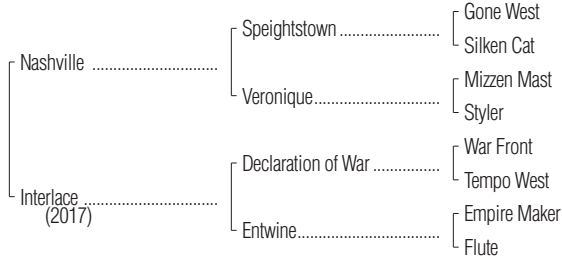 Gone West
Speightstown
Silken Cat
Nashville
Mizzen Mast
Veronique
Styler
War Front
Declaration of War
Tempo West
Interlace
(2017)
Empire Maker
Entwine
Flute